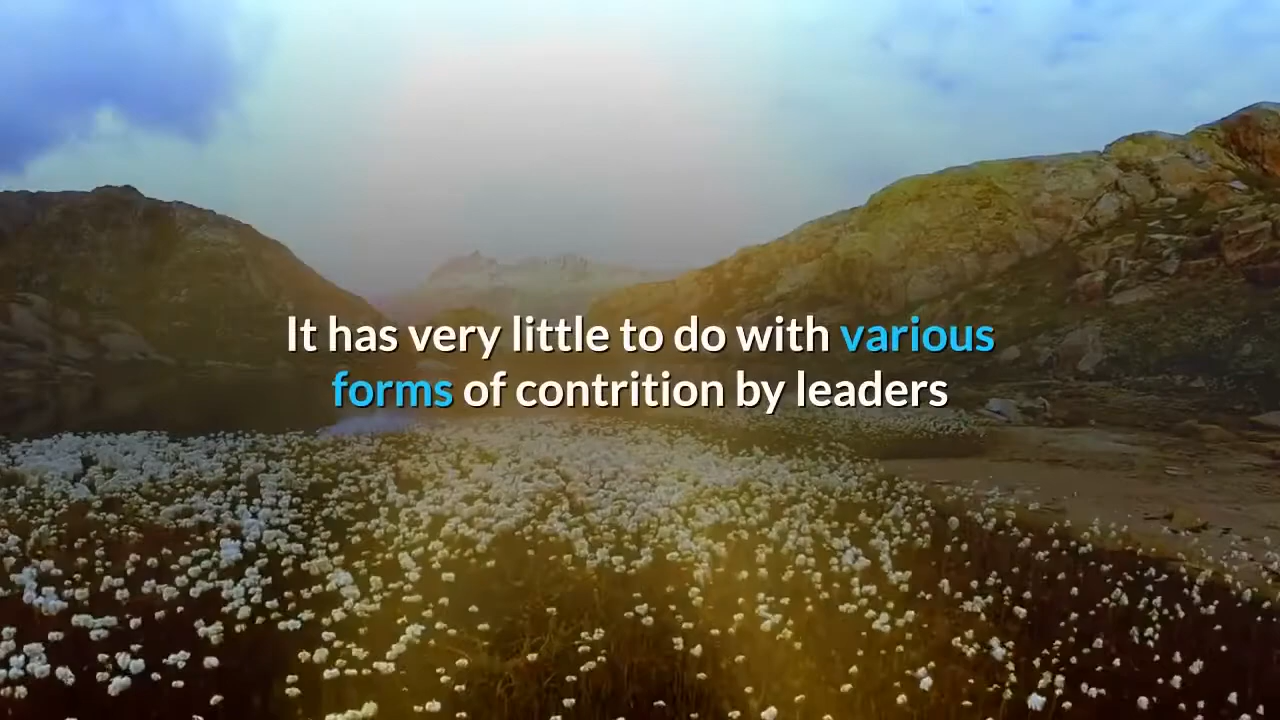 It has very little to do with various
forms of contrition by leaders